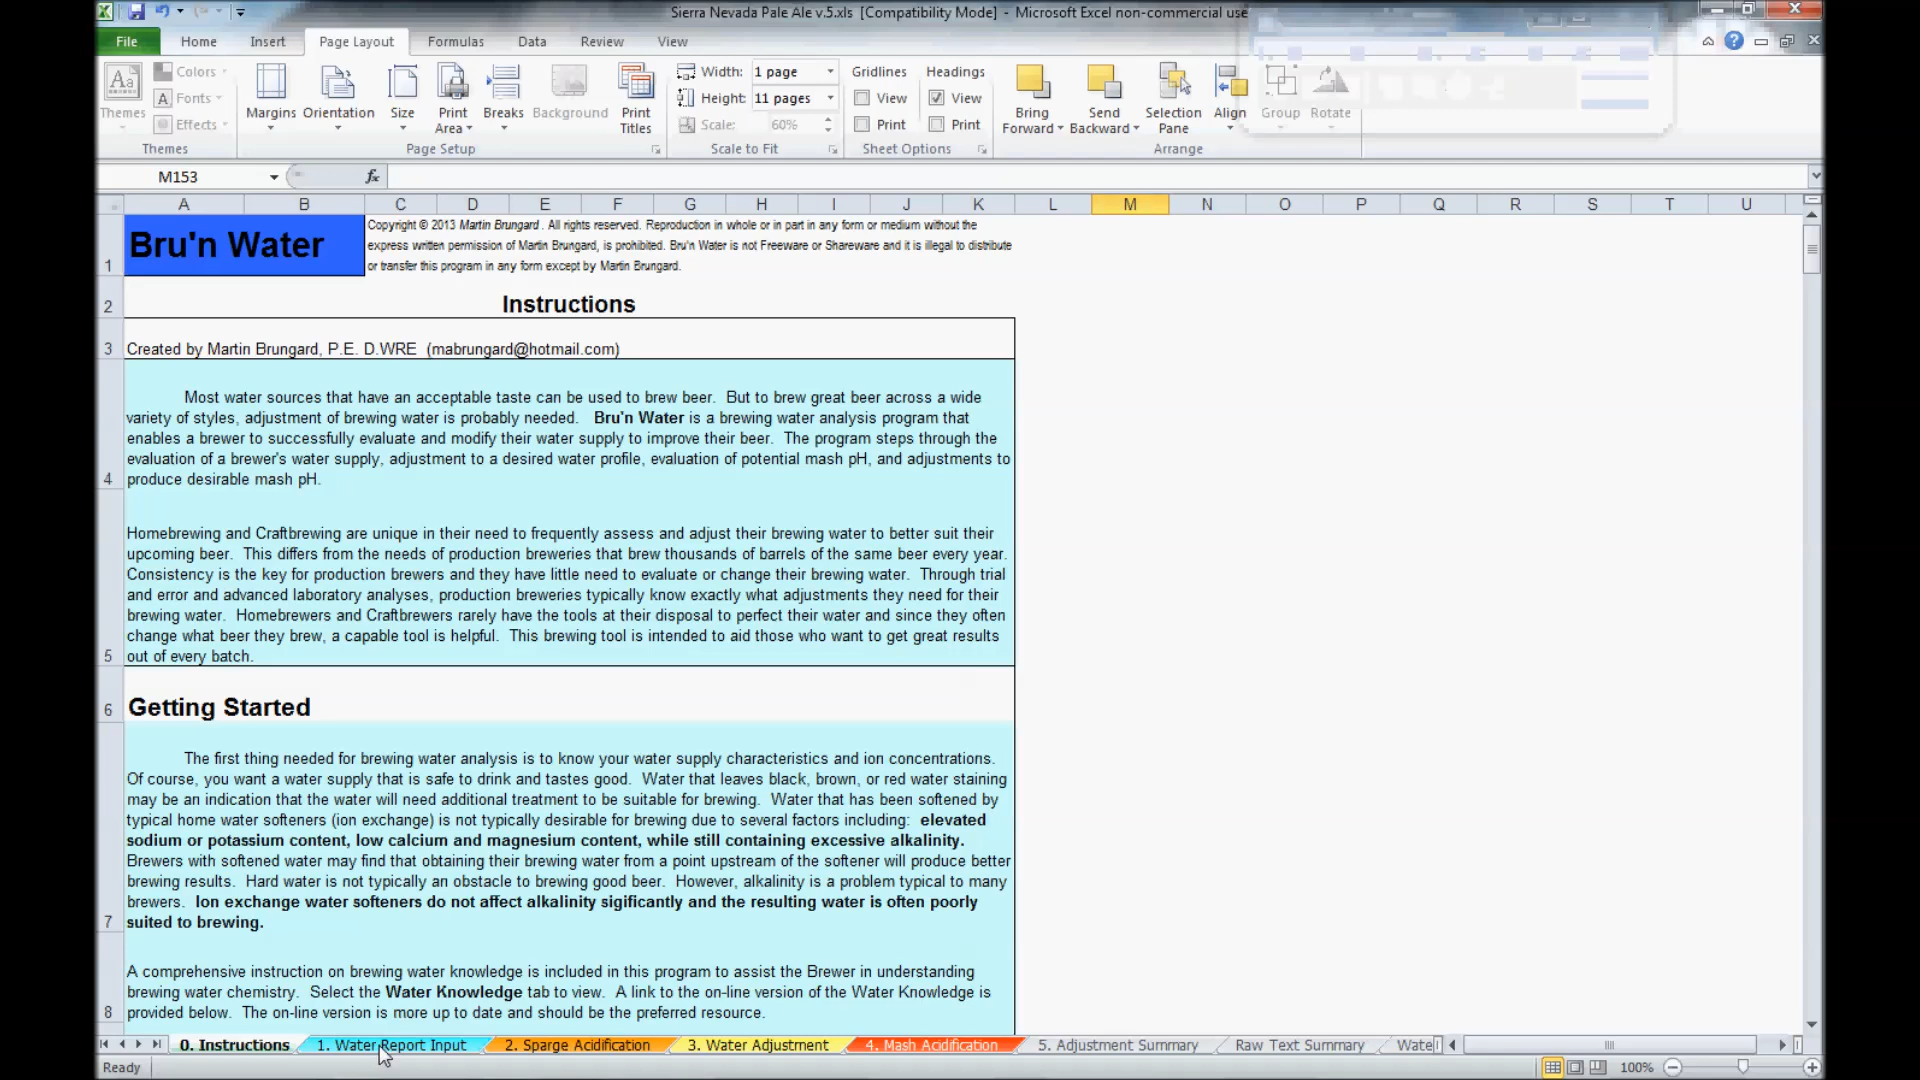 Sierra Nevada Pale Ale v.5.xls [Compatibility Mode] - Microsoft Excel non-commercial use
File Home Insert Page Layout Formulas Data Review View
Colors Width: 1 page Gridlines Headings
Fonts Height: 11 pages View View
Themes Effects Margins Orientation Size Print Area Breaks Background Print Titles Scale: 60% Print Print Bring Forward Send Backward Selection Pane Align Group Rotate
Themes Page Setup Scale to Fit Sheet Options Arrange
M153 fx
A B C D E F G H I J K L M N O P Q R S T U
Bru'n Water
Copyright © 2013 Martin Brungard . All rights reserved. Reproduction in whole or in part in any form or medium without the
express written permission of Martin Brungard, is prohibited. Bru'n Water is not Freeware or Shareware and it is illegal to distribute
1 or transfer this program in any form except by Martin Brungard.
2 Instructions
3 Created by Martin Brungard, P.E. D.WRE (mabrungard@hotmail.com)
Most water sources that have an acceptable taste can be used to brew beer. But to brew great beer across a wide
variety of styles, adjustment of brewing water is probably needed. Bru'n Water is a brewing water analysis program that
enables a brewer to successfully evaluate and modify their water supply to improve their beer. The program steps through the
evaluation of a brewer's water supply, adjustment to a desired water profile, evaluation of potential mash pH, and adjustments to
4 produce desirable mash pH.
Homebrewing and Craftbrewing are unique in their need to frequently assess and adjust their brewing water to better suit their
upcoming beer. This differs from the needs of production breweries that brew thousands of barrels of the same beer every year.
Consistency is the key for production brewers and they have little need to evaluate or change their brewing water. Through trial
and error and advanced laboratory analyses, production breweries typically know exactly what adjustments they need for their
brewing water. Homebrewers and Craftbrewers rarely have the tools at their disposal to perfect their water and since they often
change what beer they brew, a capable tool is helpful. This brewing tool is intended to aid those who want to get great results
5 out of every batch.
6 Getting Started
The first thing needed for brewing water analysis is to know your water supply characteristics and ion concentrations.
Of course, you want a water supply that is safe to drink and tastes good. Water that leaves black, brown, or red water staining
may be an indication that the water will need additional treatment to be suitable for brewing. Water that has been softened by
typical home water softeners (ion exchange) is not typically desirable for brewing due to several factors including: elevated
sodium or potassium content, low calcium and magnesium content, while still containing excessive alkalinity.
Brewers with softened water may find that obtaining their brewing water from a point upstream of the softener will produce better
brewing results. Hard water is not typically an obstacle to brewing good beer. However, alkalinity is a problem typical to many
brewers. Ion exchange water softeners do not affect alkalinity sigificantly and the resulting water is often poorly
7 suited to brewing.
A comprehensive instruction on brewing water knowledge is included in this program to assist the Brewer in understanding
brewing water chemistry. Select the Water Knowledge tab to view. A link to the on-line version of the Water Knowledge is
8 provided below. The on-line version is more up to date and should be the preferred resource.
0. Instructions 1. Water Report Input 2. Sparge Acidification 3. Water Adjustment 4. Mash Acidification 5. Adjustment Summary Raw Text Summary Wate
Ready 100%